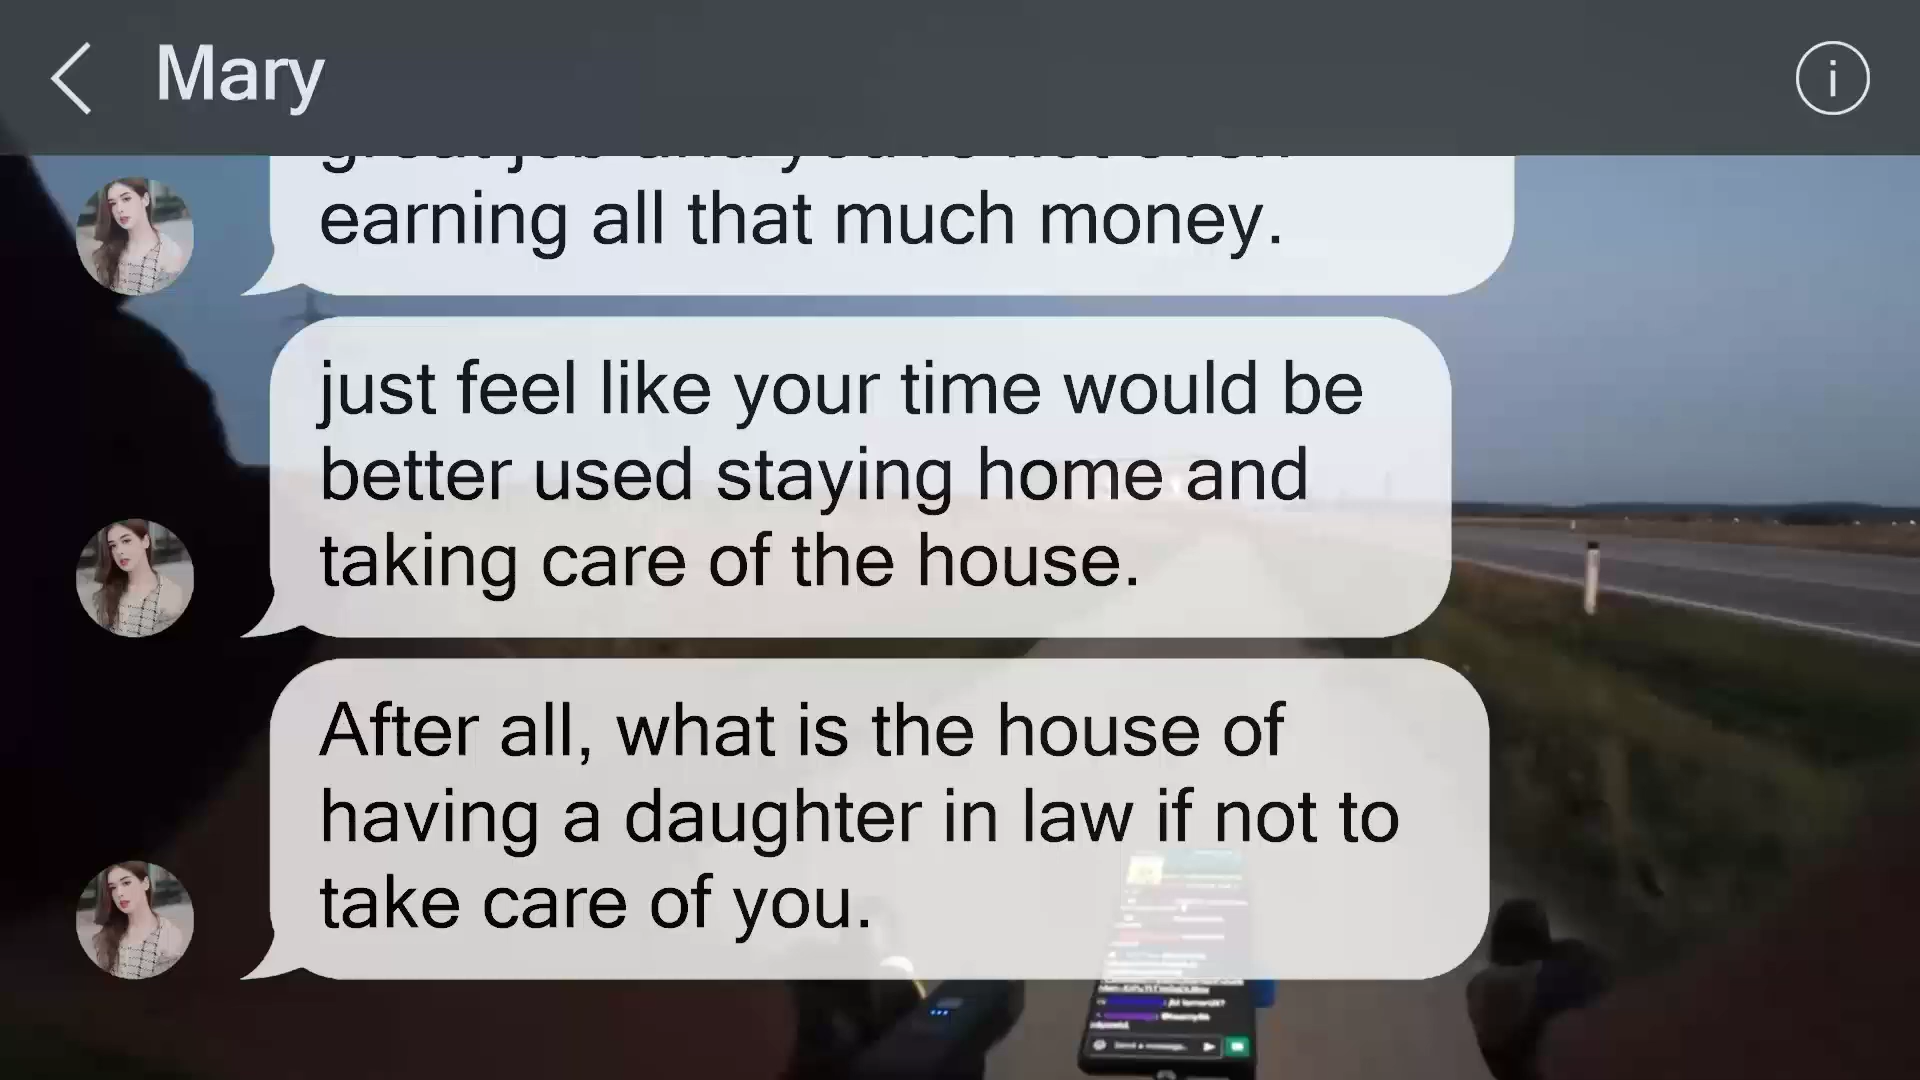 Mary
earning all that much money.
just feel like your time would be
better used staying home and
taking care of the house.
After all, what is the house of
having a daughter in law if not to
take care of you.
Send a message...